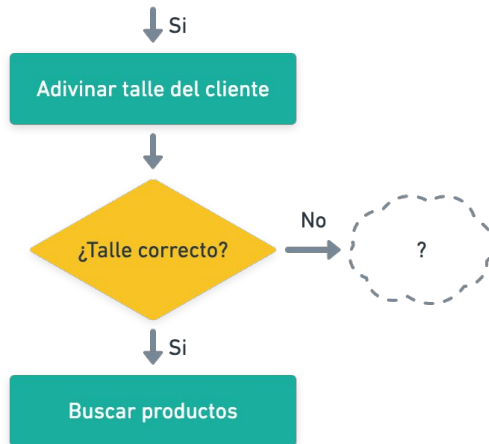 Si
Adivinar talle del cliente
¿Talle correcto?
No
?
Si
Buscar productos